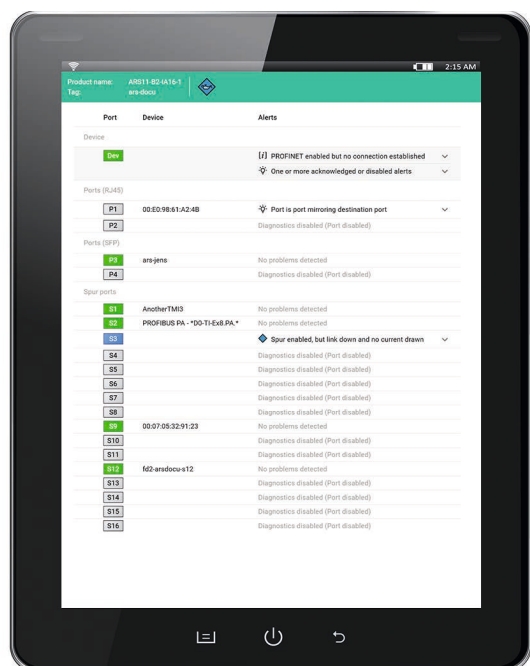 2:15 AM
Product name: ARS11-B2-IA16-1
Tag: ars-docu
Port Device Alerts
Device
Dev [i] PROFINET enabled but no connection established
One or more acknowledged or disabled alerts
Ports (RJ45)
P1 00:E0:98:61:A2:4B Port is port mirroring destination port
P2 Diagnostics disabled (Port disabled)
Ports (SFP)
P3 ars-jens No problems detected
P4 Diagnostics disabled (Port disabled)
Spur ports
S1 AnotherTMI3 No problems detected
S2 PROFIBUS PA - *D0-TI-Ex8.PA.* No problems detected
S3 Spur enabled, but link down and no current drawn
S4 Diagnostics disabled (Port disabled)
S5 Diagnostics disabled (Port disabled)
S6 Diagnostics disabled (Port disabled)
S7 Diagnostics disabled (Port disabled)
S8 Diagnostics disabled (Port disabled)
S9 00:07:05:32:91:23 No problems detected
S10 Diagnostics disabled (Port disabled)
S11 Diagnostics disabled (Port disabled)
S12 fd2-arsdocu-s12 No problems detected
S13 Diagnostics disabled (Port disabled)
S14 Diagnostics disabled (Port disabled)
S15 Diagnostics disabled (Port disabled)
S16 Diagnostics disabled (Port disabled)